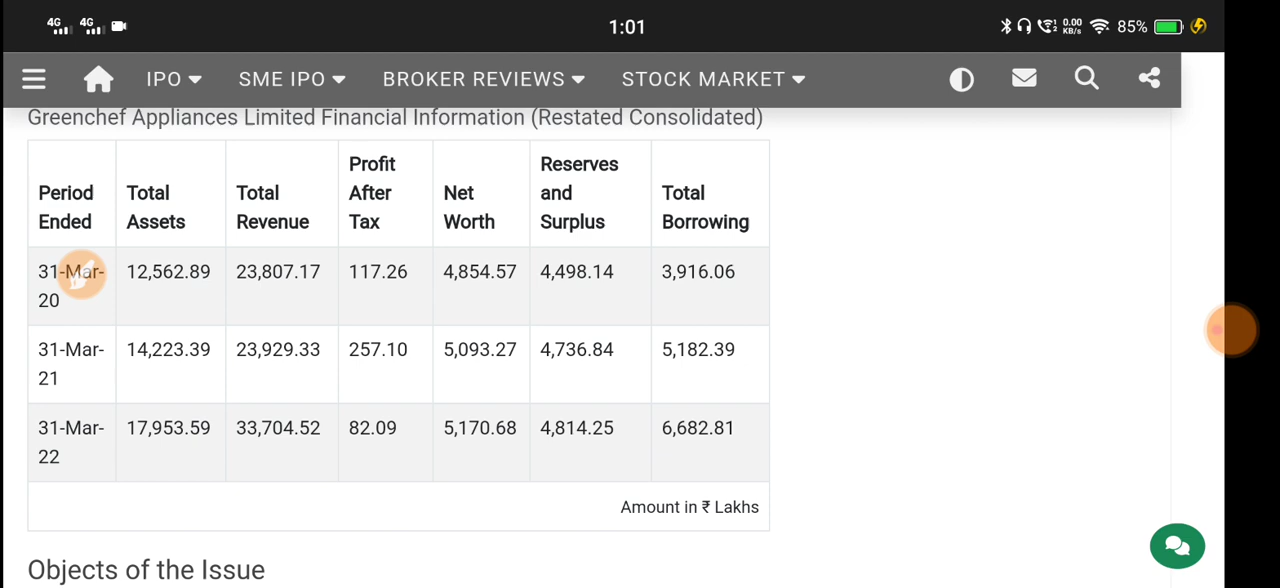 4G 4G 1:01 0.00 KB/s 85%
IPO SME IPO BROKER REVIEWS STOCK MARKET
Greenchef Appliances Limited Financial Information (Restated Consolidated)
Period Ended Total Assets Total Revenue Profit After Tax Net Worth Reserves and Surplus Total Borrowing
31-Mar-20 12,562.89 23,807.17 117.26 4,854.57 4,498.14 3,916.06
31-Mar-21 14,223.39 23,929.33 257.10 5,093.27 4,736.84 5,182.39
31-Mar-22 17,953.59 33,704.52 82.09 5,170.68 4,814.25 6,682.81
Amount in ₹ Lakhs
Objects of the Issue